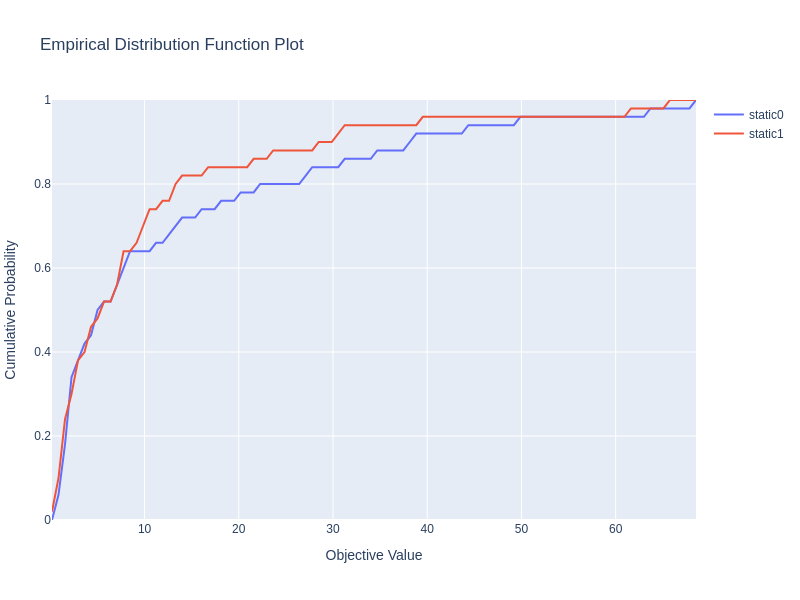 Empirical Distribution Function Plot
static0
static1
1
0.8
0.6
0.4
0.2
0
Cumulative Probability
10
20
30
40
50
60
Objective Value